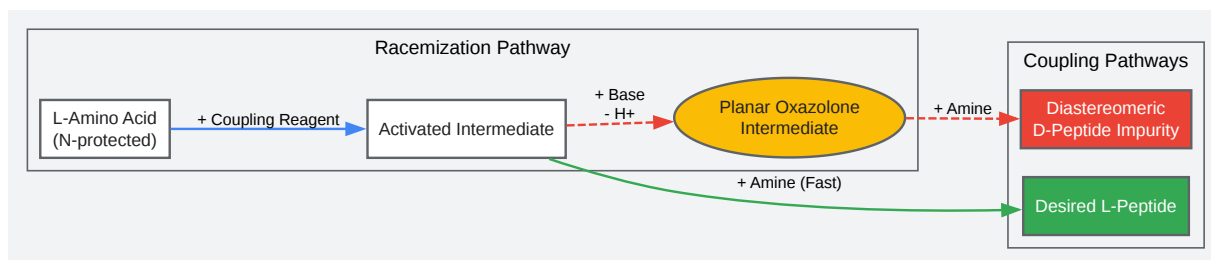 Racemization Pathway
Coupling Pathways
L-Amino Acid
(N-protected)
+ Coupling Reagent
Activated Intermediate
+ Base
- H+
Planar Oxazolone
Intermediate
+ Amine
Diastereomeric
D-Peptide Impurity
+ Amine (Fast)
Desired L-Peptide